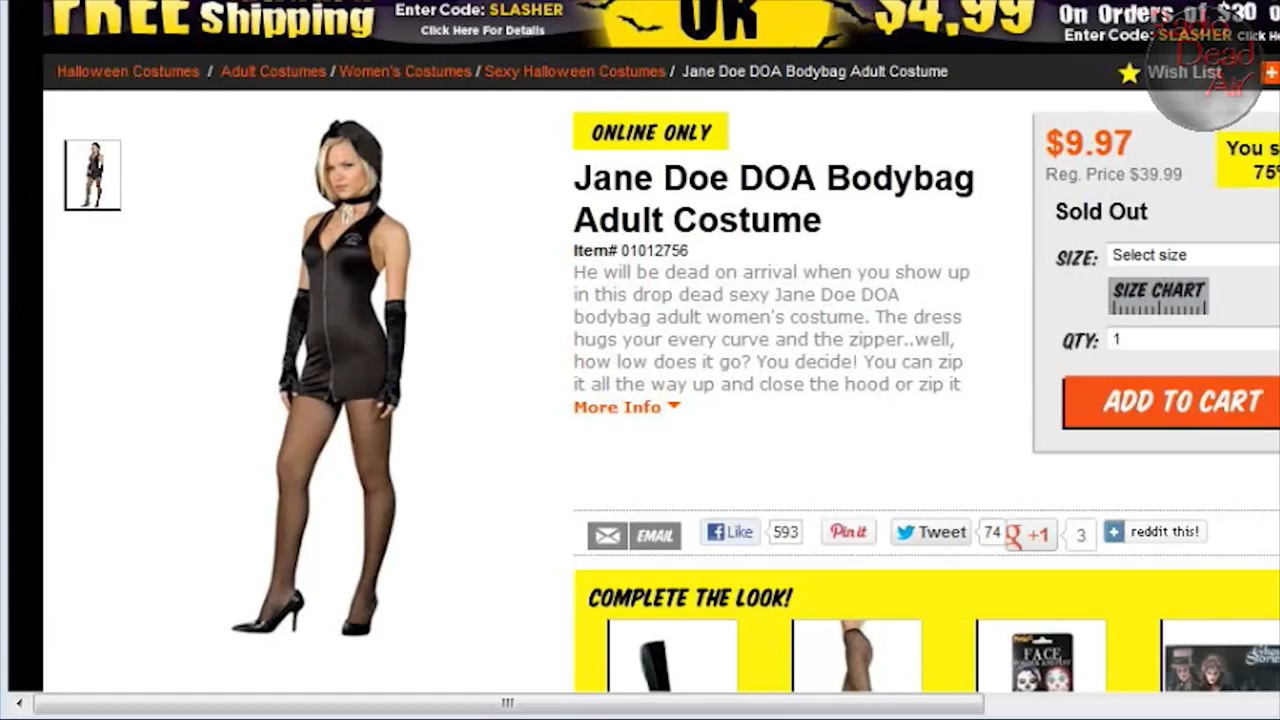 FREE Shipping
Enter Code: SLASHER
Click Here For Details
OR
$4.99
On Orders of $30 o
Enter Code: SLASHER Click H
Radio
Dead
Air
Halloween Costumes / Adult Costumes / Women's Costumes / Sexy Halloween Costumes / Jane Doe DOA Bodybag Adult Costume
Wish List
ONLINE ONLY
Jane Doe DOA Bodybag
Adult Costume
Item# 01012756
He will be dead on arrival when you show up
in this drop dead sexy Jane Doe DOA
bodybag adult women's costume. The dress
hugs your every curve and the zipper..well,
how low does it go? You decide! You can zip
it all the way up and close the hood or zip it
More Info
$9.97
Reg. Price $39.99
You s
75%
Sold Out
SIZE: Select size
SIZE CHART
QTY: 1
ADD TO CART
EMAIL
Like 593
Pin it
Tweet 74
g +1 3
reddit this!
COMPLETE THE LOOK!
FACE
Ghost
Stories